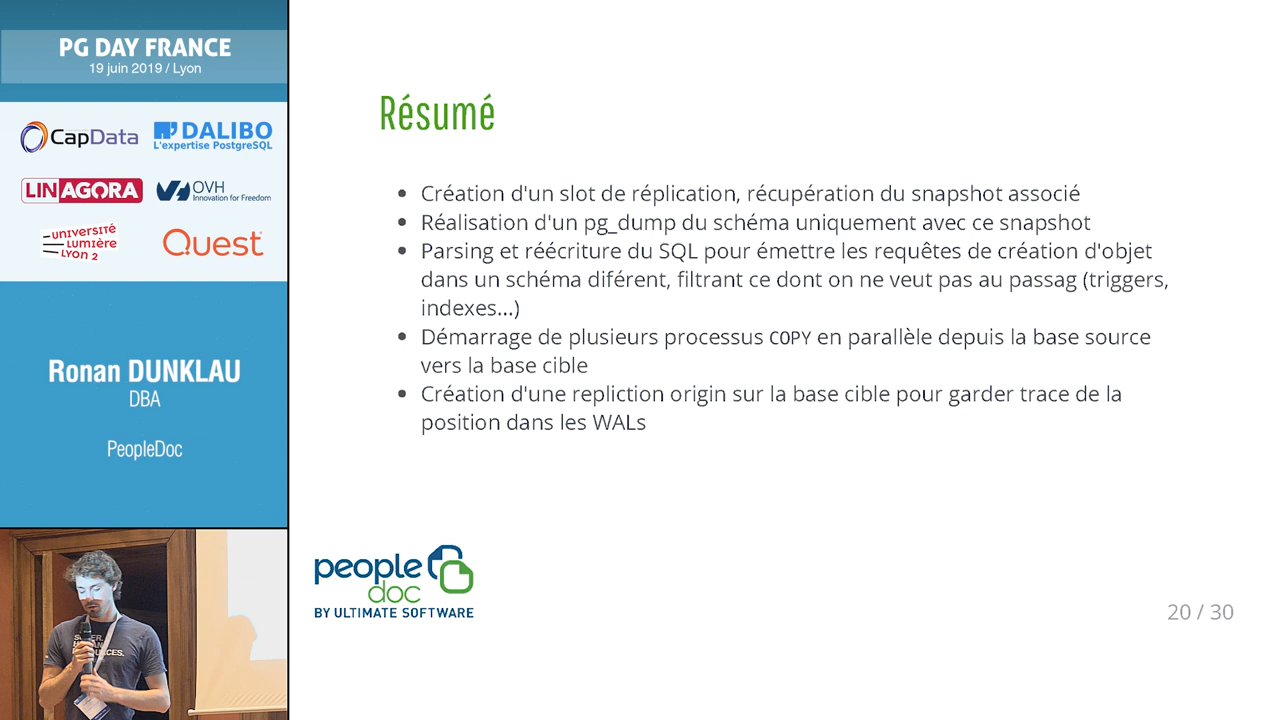 PG DAY FRANCE
19 juin 2019 / Lyon
CapData
DALIBO
L'expertise PostgreSQL
LINAGORA
OVH
Innovation for Freedom
UNIVERSITÉ
LUMIÈRE
LYON 2
Quest
Ronan DUNKLAU
DBA
PeopleDoc
Résumé
• Création d'un slot de réplication, récupération du snapshot associé
• Réalisation d'un pg_dump du schéma uniquement avec ce snapshot
• Parsing et réécriture du SQL pour émettre les requêtes de création d'objet
dans un schéma diférent, filtrant ce dont on ne veut pas au passag (triggers,
indexes...)
• Démarrage de plusieurs processus COPY en parallèle depuis la base source
vers la base cible
• Création d'une repliction origin sur la base cible pour garder trace de la
position dans les WALs
people
doc
BY ULTIMATE SOFTWARE
20 / 30